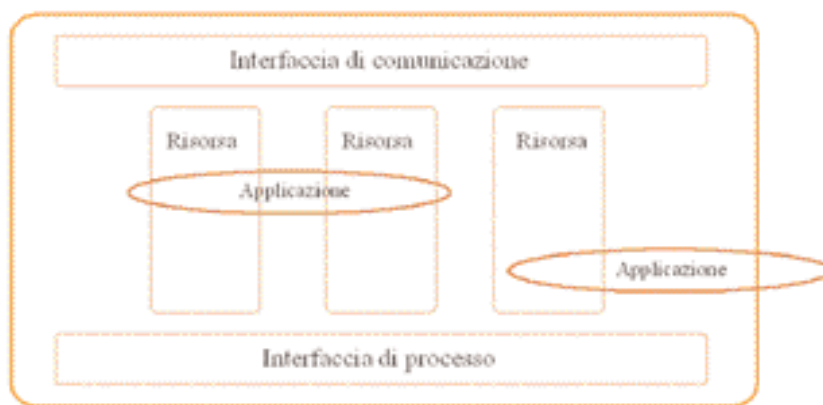 Interfaccia di comunicazione
Risorsa Risorsa Risorsa
Applicazione
Applicazione
Interfaccia di processo